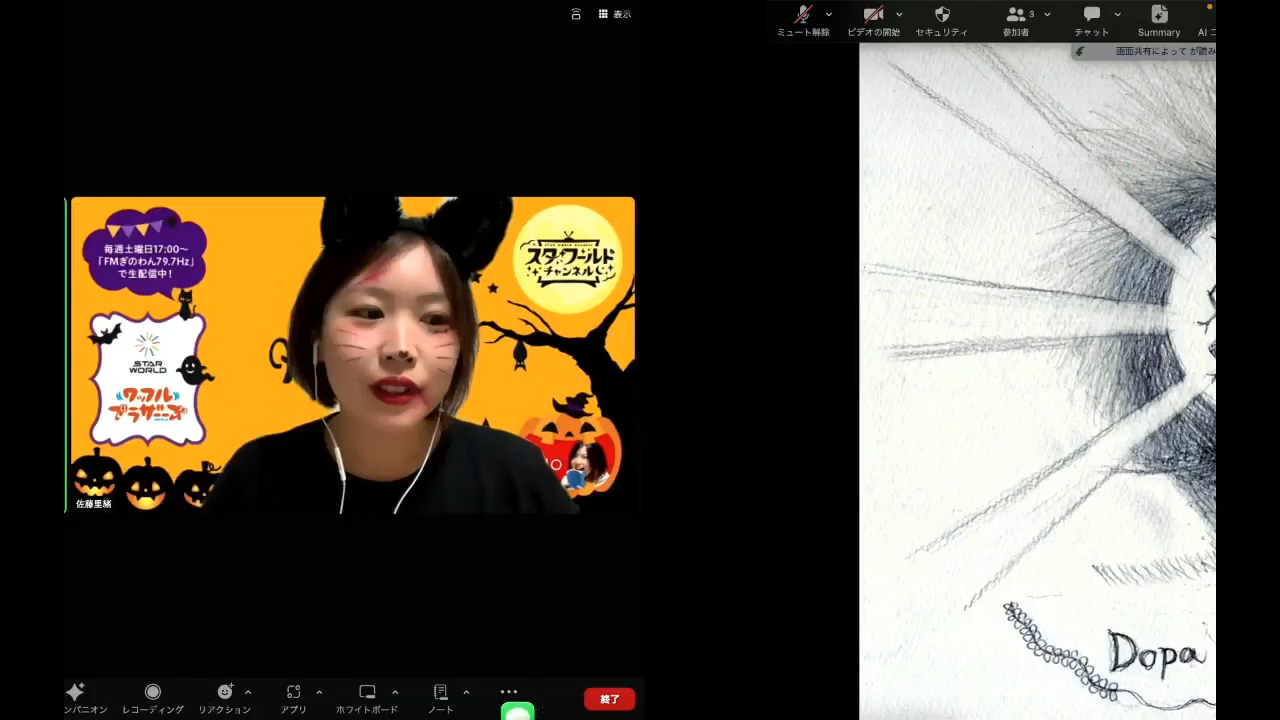 表示
毎週土曜日17:00〜
「FMぎのわん79.7Hz」
で生配信中！
STAR
WORLD
ワッフル
ブラザーズ
スターワールド
チャンネル
佐藤里緒
ンパニオン
レコーディング
リアクション
アプリ
ホワイトボード
ノート
終了
ミュート解除
ビデオの開始
セキュリティ
3
参加者
チャット
Summary
AI コ
画面共有によって が読み
Dopa